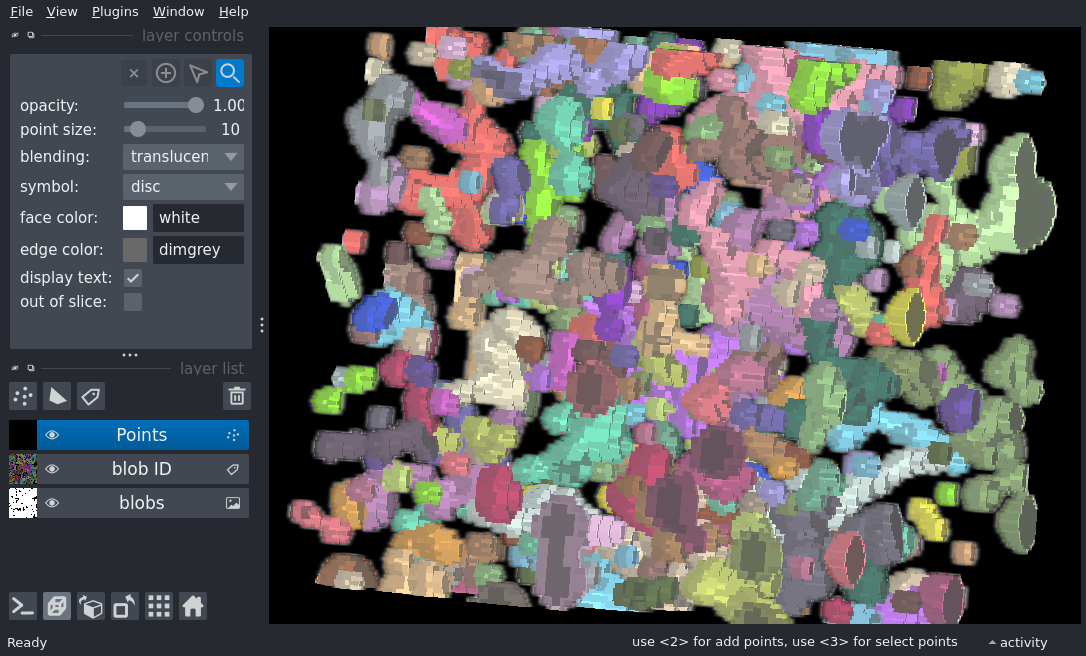 File View Plugins Window Help
layer controls
opacity: 1.00
point size: 10
blending: translucen
symbol: disc
face color: white
edge color: dimgrey
display text:
out of slice:
layer list
Points
blob ID
blobs
Ready
use <2> for add points, use <3> for select points
activity